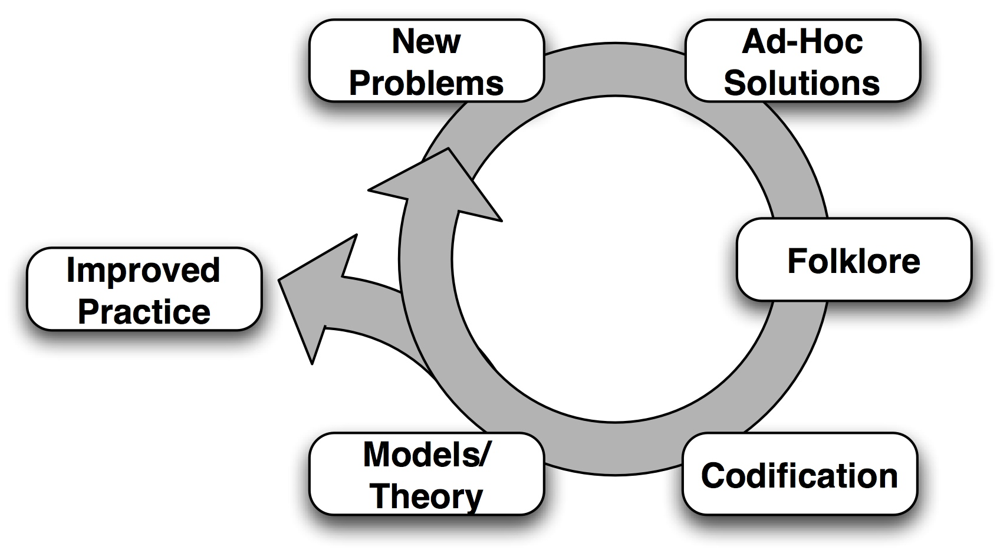 New
Problems
Ad-Hoc
Solutions
Folklore
Improved
Practice
Models/
Theory
Codification